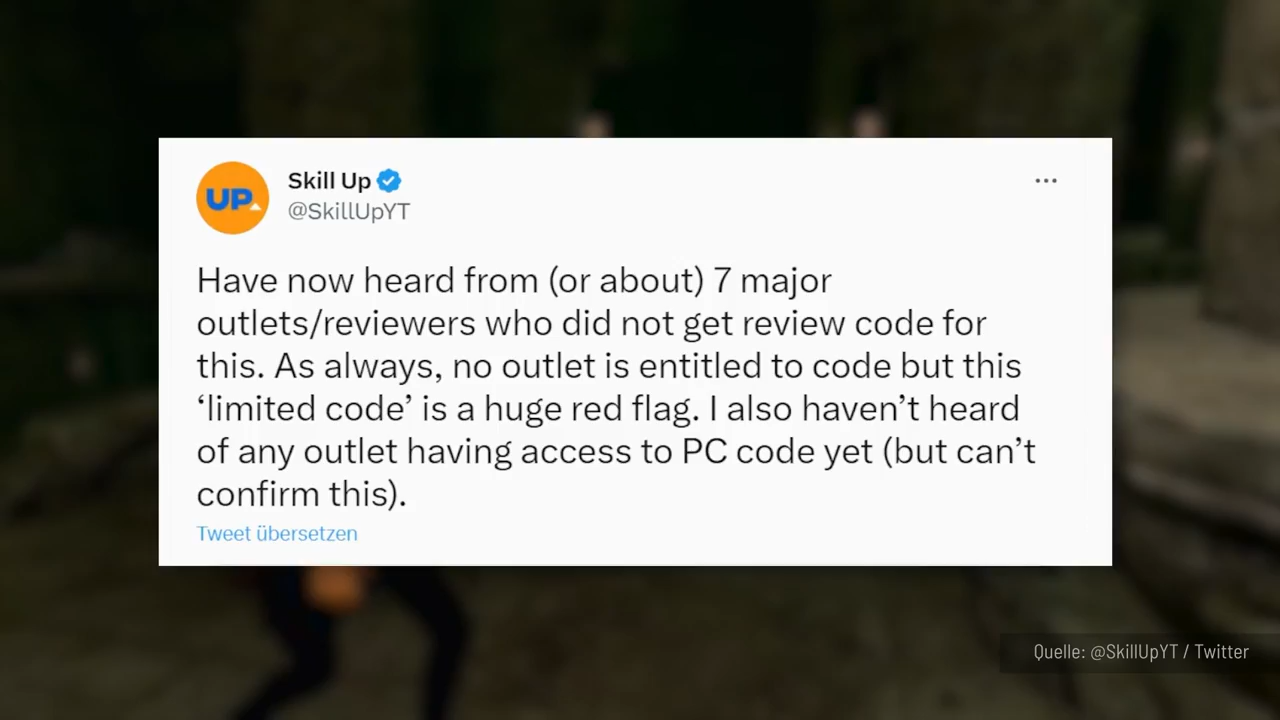 UP
Skill Up
@SkillUpYT
Have now heard from (or about) 7 major
outlets/reviewers who did not get review code for
this. As always, no outlet is entitled to code but this
‘limited code’ is a huge red flag. I also haven’t heard
of any outlet having access to PC code yet (but can’t
confirm this).
Tweet übersetzen
Quelle: @SkillUpYT / Twitter